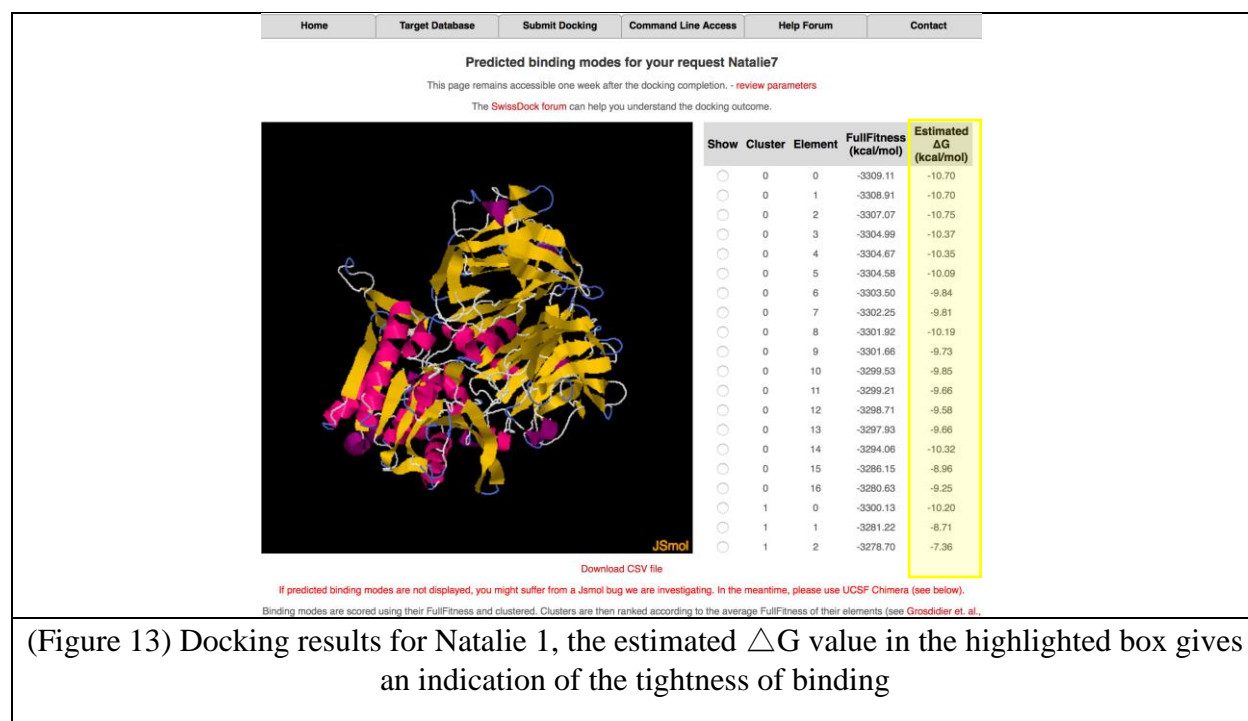 Home Target Database Submit Docking Command Line Access Help Forum Contact
Predicted binding modes for your request Natalie7
This page remains accessible one week after the docking completion. - review parameters
The SwissDock forum can help you understand the docking outcome.
Show Cluster Element FullFitness (kcal/mol) Estimated ΔG (kcal/mol)
0 0 -3309.11 -10.70
0 1 -3308.91 -10.70
0 2 -3307.07 -10.75
0 3 -3304.99 -10.37
0 4 -3304.67 -10.35
0 5 -3304.58 -10.09
0 6 -3303.50 -9.84
0 7 -3302.25 -9.81
0 8 -3301.92 -10.19
0 9 -3301.66 -9.73
0 10 -3299.53 -9.85
0 11 -3299.21 -9.66
0 12 -3298.71 -9.58
0 13 -3297.93 -9.66
0 14 -3294.06 -10.32
0 15 -3286.15 -8.96
0 16 -3280.63 -9.25
1 0 -3300.13 -10.20
1 1 -3281.22 -8.71
1 2 -3278.70 -7.36
JSmol
Download CSV file
If predicted binding modes are not displayed, you might suffer from a Jsmol bug we are investigating. In the meantime, please use UCSF Chimera (see below).
Binding modes are scored using their FullFitness and clustered. Clusters are then ranked according to the average FullFitness of their elements (see Grosdidier et. al.,
(Figure 13) Docking results for Natalie 1, the estimated △G value in the highlighted box gives
an indication of the tightness of binding